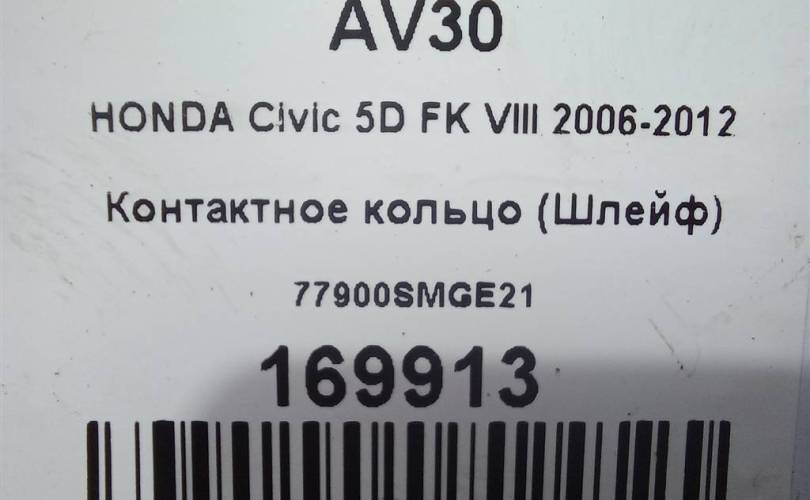 AV30
HONDA Civic 5D FK VIII 2006-2012
Контактное кольцо (Шлейф)
77900SMGE21
169913